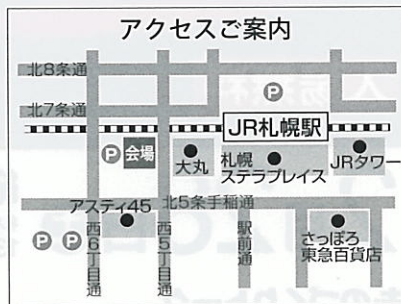 アクセスご案内
北8条通
P
北7条通
JR札幌駅
P
会場
大丸
札幌
ステラプレイス
JRタワー
アスティ45
北5条手稲通
西6丁目通
西5丁目通
駅前通
さっぽろ
東急百貨店
P
P